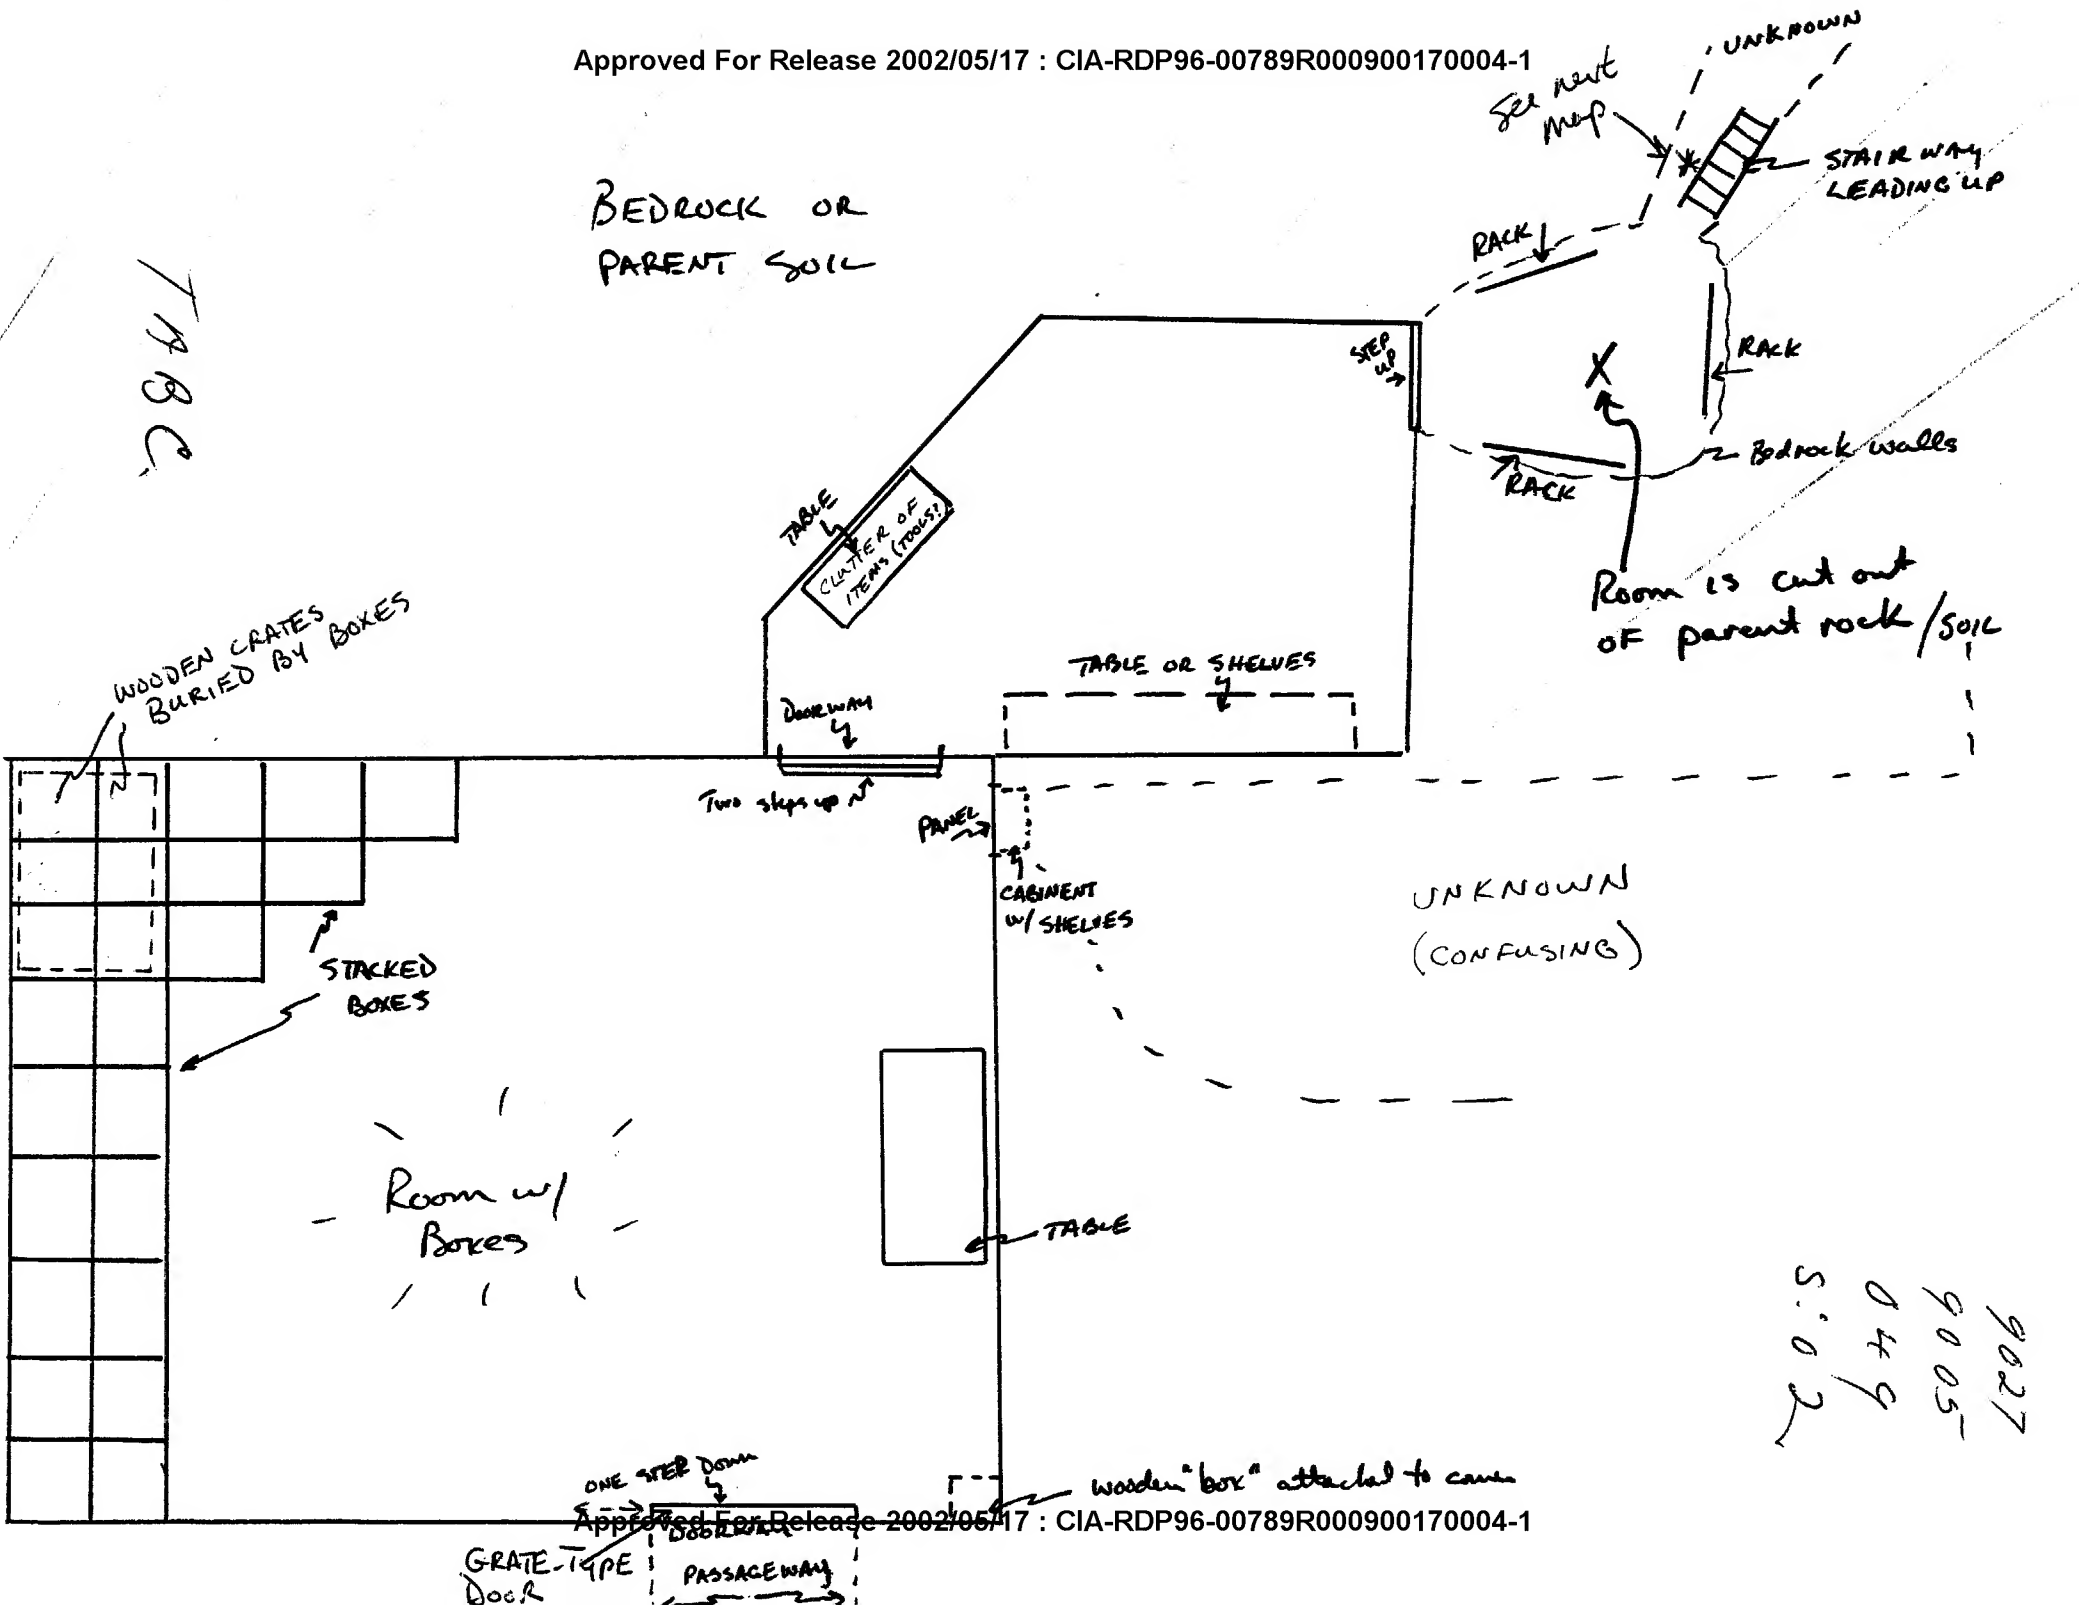 Approved For Release 2002/05/17 : CIA-RDP96-00789R000900170004-1
UNKNOWN
See next
map
STAIRWAY
LEADING UP
BEDROCK OR
PARENT SOIL
RACK
TAB C
STEP
UP
X
RACK
Bedrock walls
RACK
TABLE
CLUTTER OF
ITEMS (TOOLS?)
Room is cut out
OF parent rock/SOIL
WOODEN CRATES
BURIED BY BOXES
TABLE OR SHELVES
DOORWAY
Two steps up
PANEL
CABINENT
W/ SHELVES
UNKNOWN
(CONFUSING)
STACKED
BOXES
Room w/
Boxes
TABLE
9027
9005
049
S:02
ONE STEP DOWN
Wooden "box" attached to corner
Approved For Release 2002/05/17 : CIA-RDP96-00789R000900170004-1
DOORWAY
GRATE-TYPE
DOOR
PASSAGEWAY